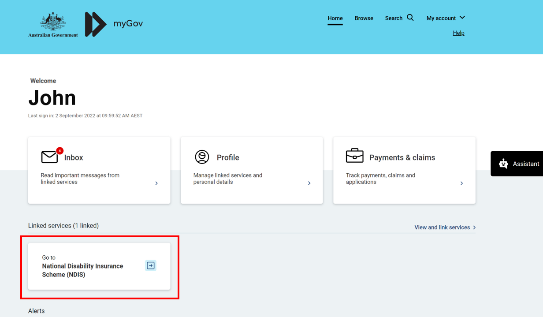 Australian Government
myGov
Home
Browse
Search
My account
Help
Welcome
John
Last sign in: 2 September 2022 at 09:59:52 AM AEST
Inbox
Read important messages from
linked services
Profile
Manage linked services and
personal details
Payments & claims
Track payments, claims and
applications
Assistant
Linked services (1 linked)
View and link services
Go to
National Disability Insurance
Scheme (NDIS)
Alerts